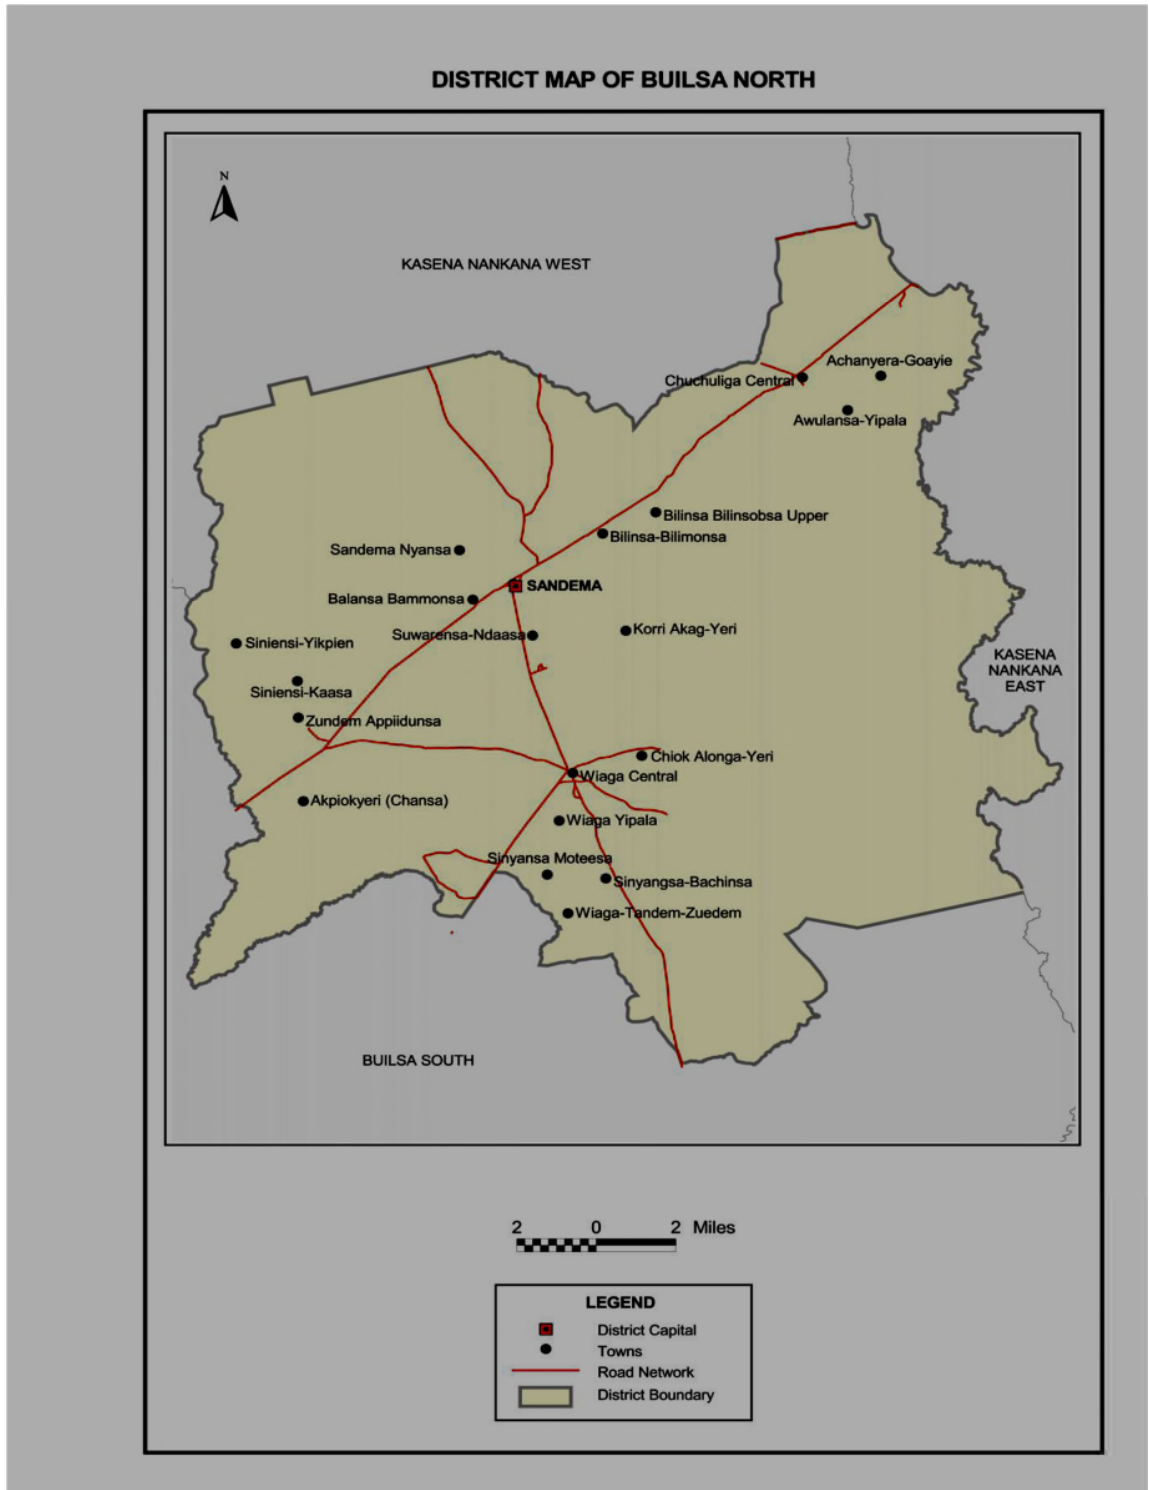 DISTRICT MAP OF BUILSA NORTH
N
KASENA NANKANA WEST
Achanyera-Goayie
Chuchuliga Central
Awulansa-Yipala
Bilinsa Bilinsobsa Upper
Bilinsa-Bilimonsa
Sandema Nyansa
SANDEMA
Balansa Bammonsa
Suwarensa-Ndaasa
Korri Akag-Yeri
Siniensi-Yikpien
KASENA
NANKANA
EAST
Siniensi-Kaasa
Zundem Appiidunsa
Chiok Alonga-Yeri
Wiaga Central
Akpiokyeri (Chansa)
Wiaga Yipala
Sinyansa Moteesa
Sinyangsa-Bachinsa
Wiaga-Tandem-Zuedem
BUILSA SOUTH
2 0 2 Miles
LEGEND
District Capital
Towns
Road Network
District Boundary